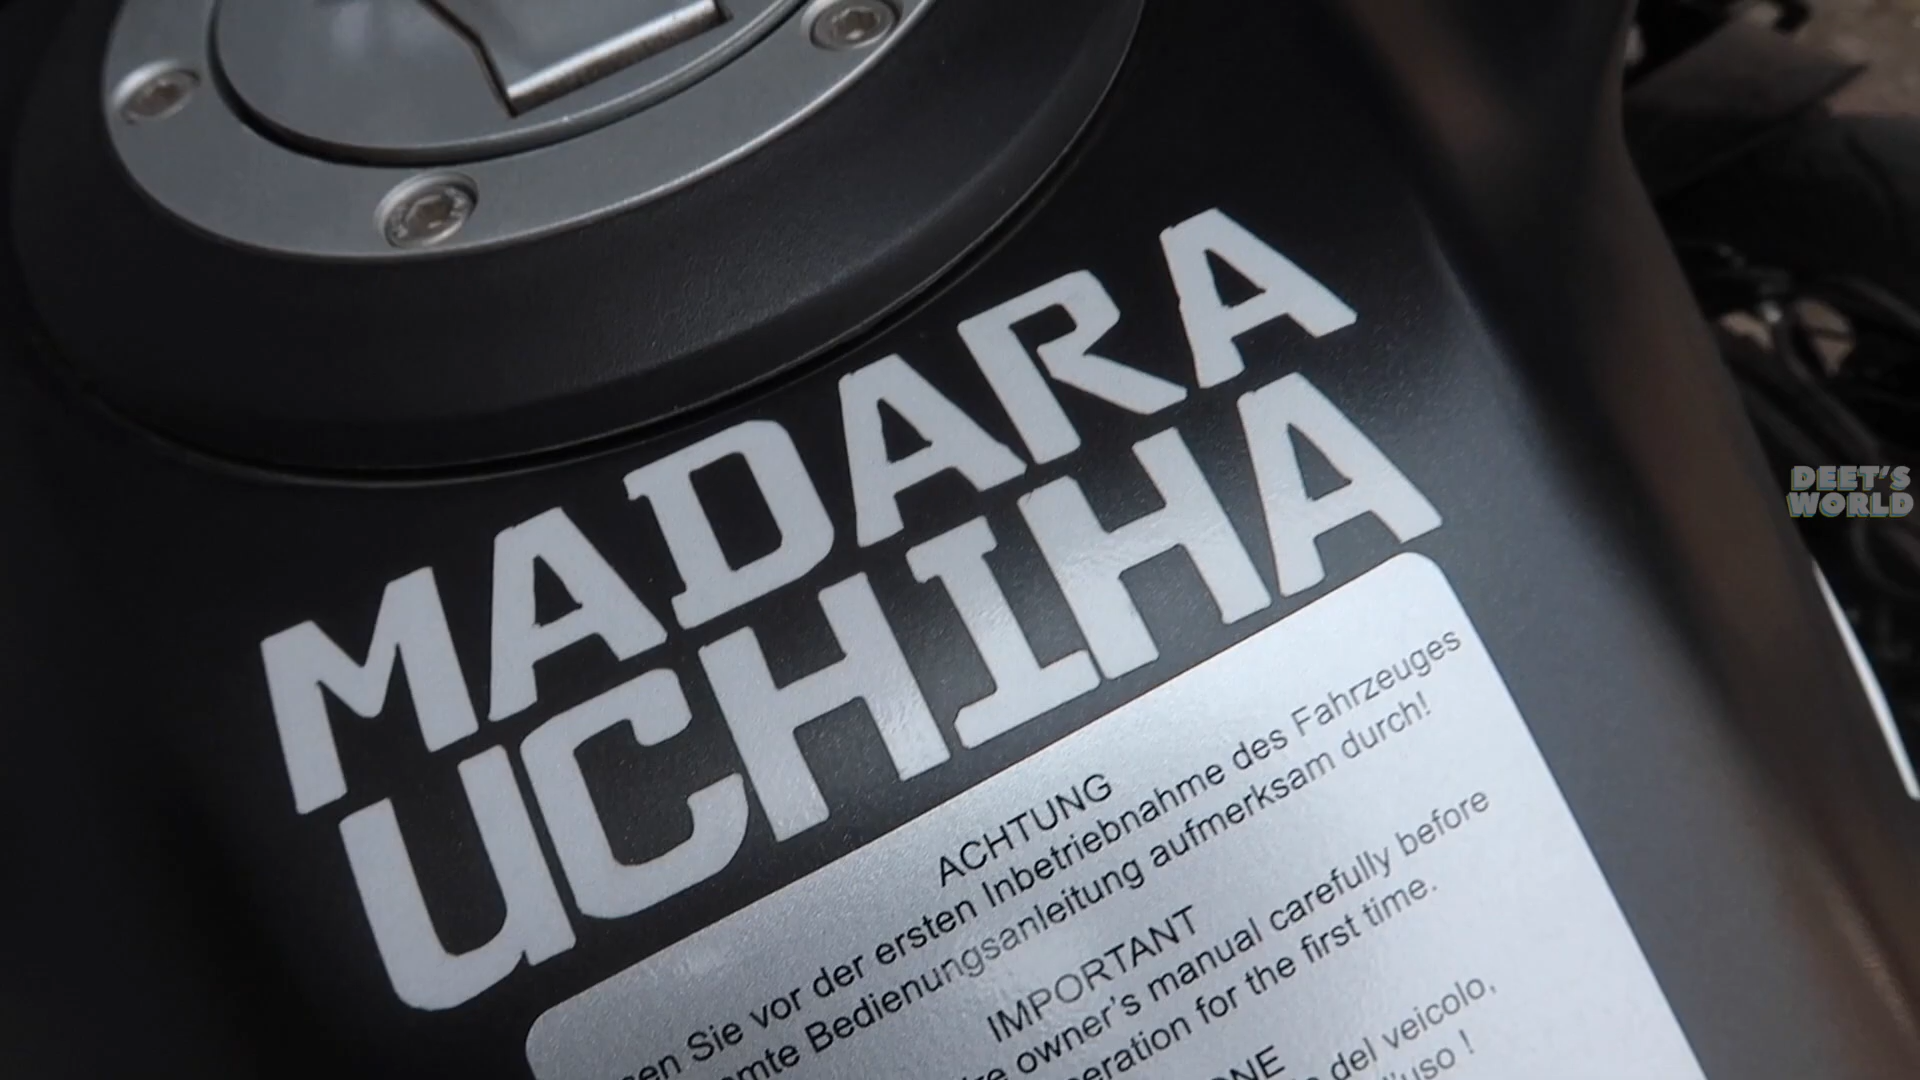 MADARA
UCHIHA
DEET'S
WORLD
ACHTUNG
Sie vor der ersten Inbetriebnahme des Fahrzeuges
Bedienungsanleitung aufmerksam durch!
IMPORTANT
owner's manual carefully before
for the first time.
del veicolo,
l'uso !